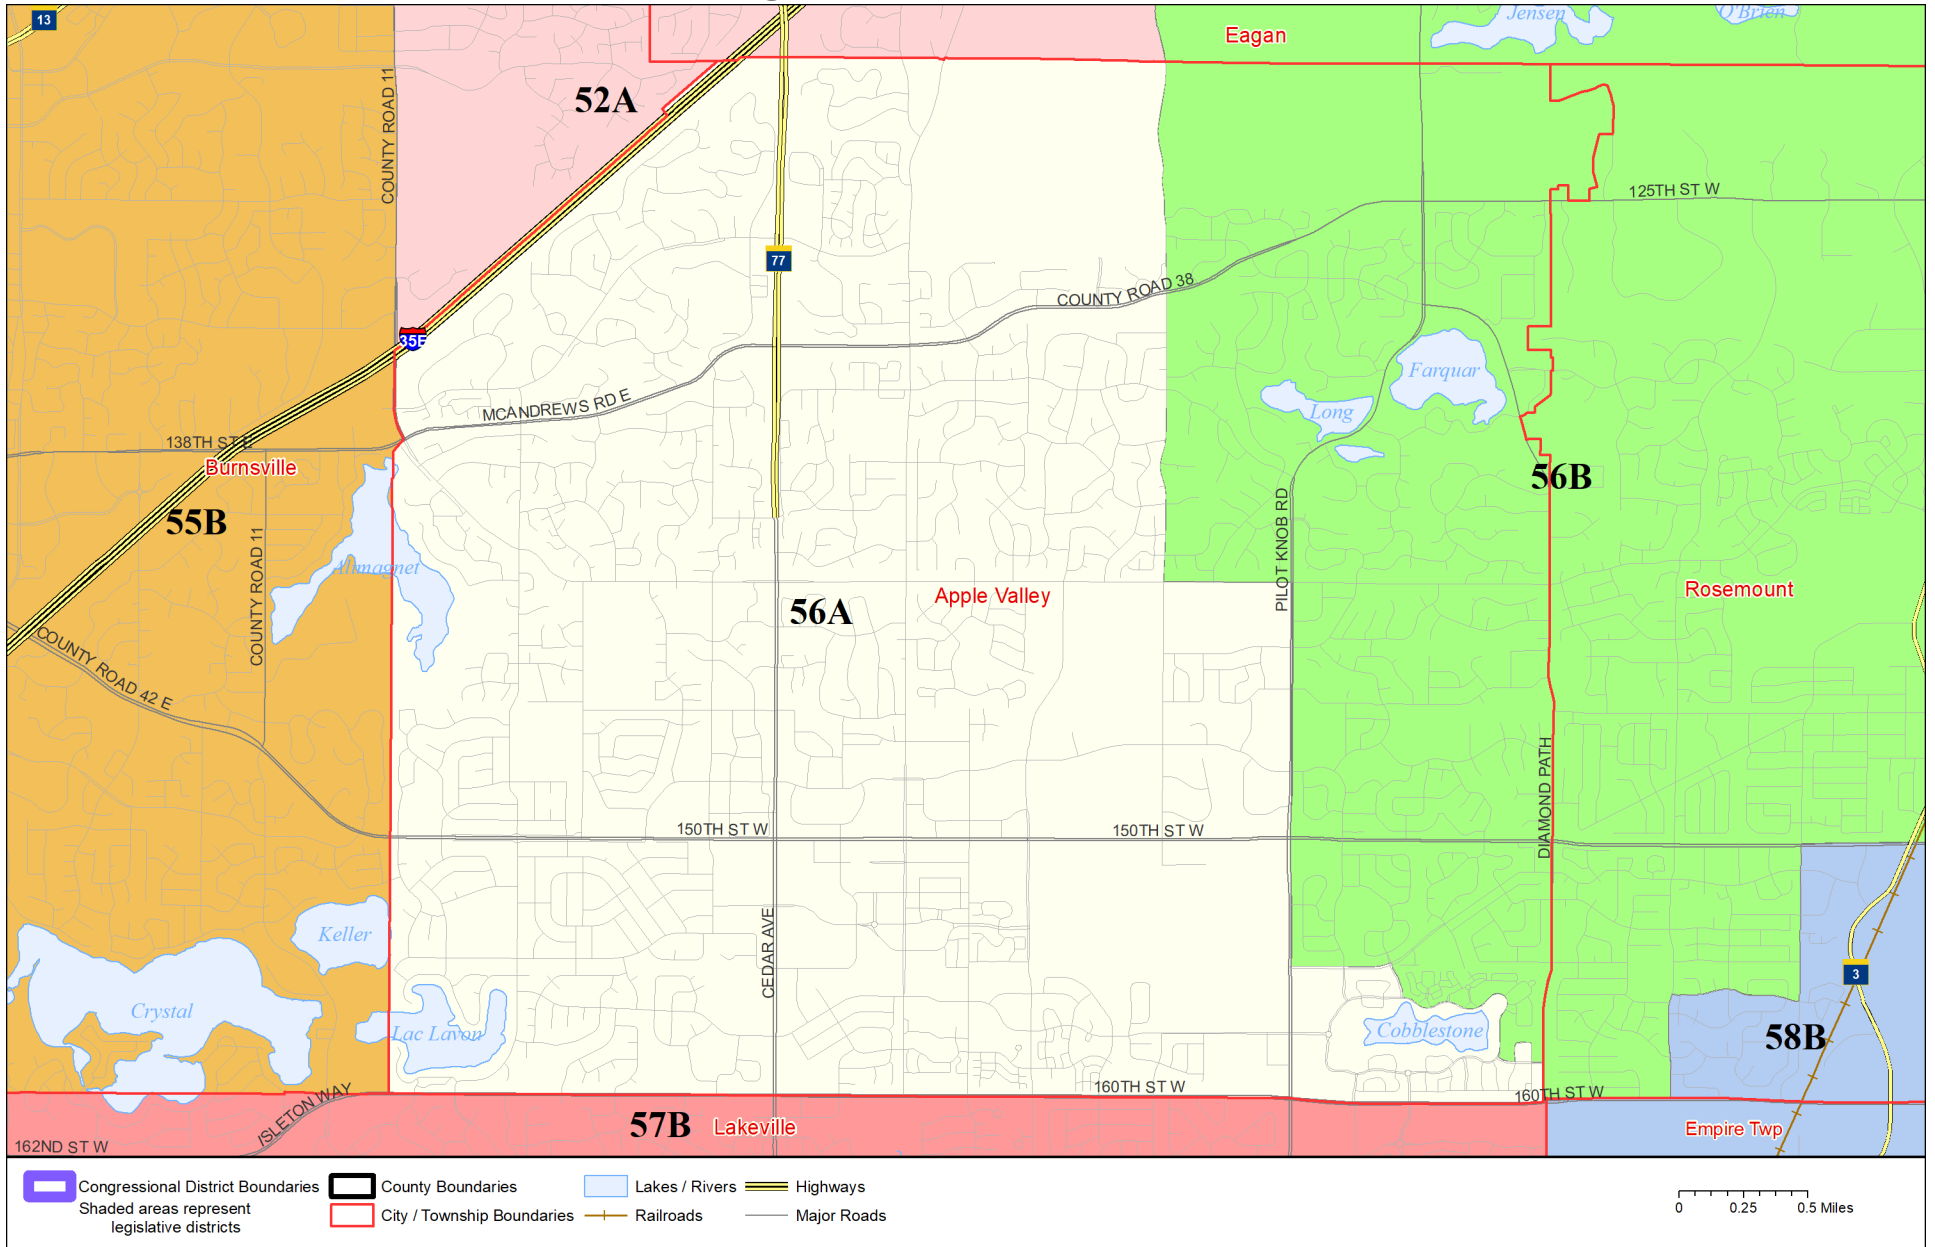 13
Jensen
O'Brien
Eagan
COUNTY ROAD 11
52A
125TH ST W
77
COUNTY ROAD 38
35E
Farquar
MCANDREWS RD E
Long
138TH ST E
Burnsville
56B
55B
PILOT KNOB RD
COUNTY ROAD 11
Alimagnet
Apple Valley
Rosemount
56A
COUNTY ROAD 42 E
DIAMOND PATH
150TH ST W
150TH ST W
CEDAR AVE
Keller
3
Crystal
Lac Lavon
Cobblestone
58B
160TH ST W
160TH ST W
ISLETON WAY
57B
Lakeville
Empire Twp
162ND ST W
Congressional District Boundaries
Shaded areas represent
legislative districts
County Boundaries
City / Township Boundaries
Lakes / Rivers
Railroads
Highways
Major Roads
0 0.25 0.5 Miles